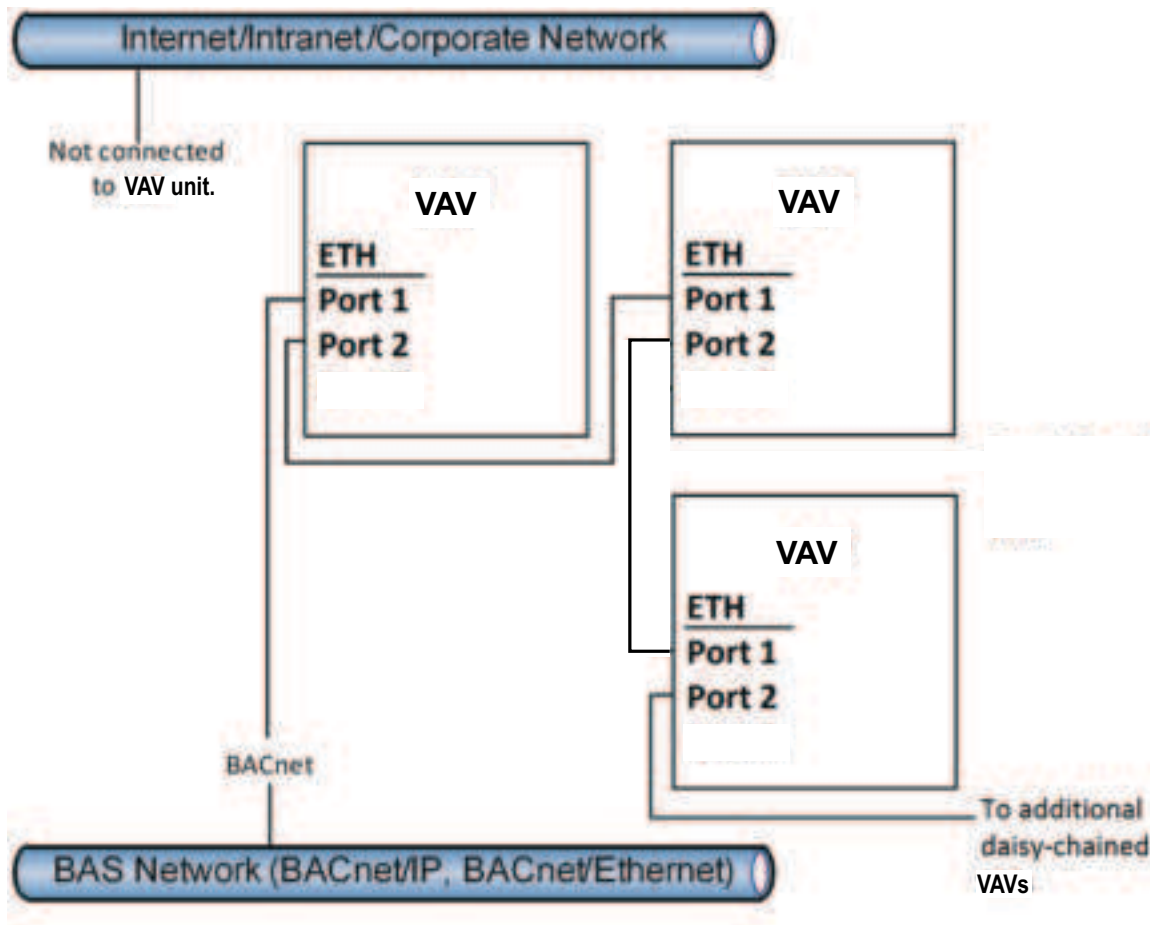 Internet/Intranet/Corporate Network
Not connected
to VAV unit.
VAV
ETH
Port 1
Port 2
VAV
ETH
Port 1
Port 2
VAV
ETH
Port 1
Port 2
BACnet
To additional
daisy-chained
VAVs
BAS Network (BACnet/IP, BACnet/Ethernet)